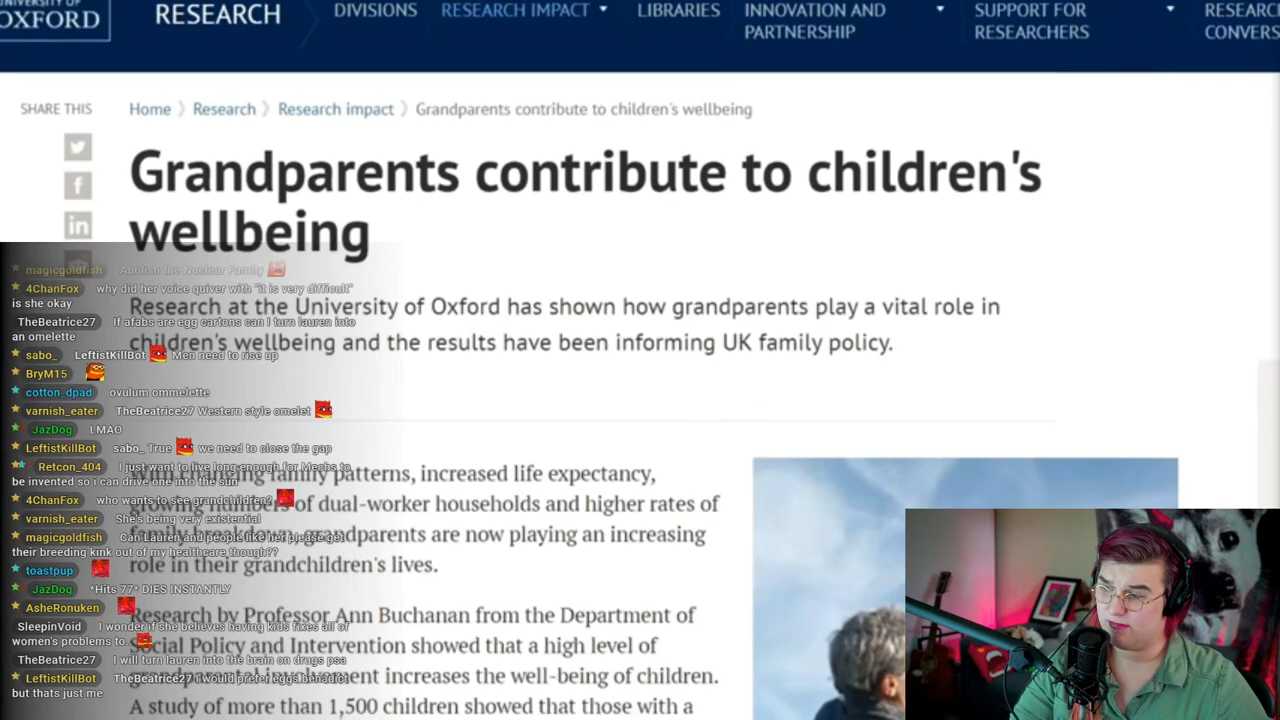 UNIVERSITY OF
OXFORD
RESEARCH
DIVISIONS
RESEARCH IMPACT
LIBRARIES
INNOVATION AND
PARTNERSHIP
SUPPORT FOR
RESEARCHERS
SHARE THIS
Home 〉 Research 〉 Research impact 〉 Grandparents contribute to children's wellbeing
Grandparents contribute to children's
wellbeing
Research at the University of Oxford has shown how grandparents play a vital role in
children's wellbeing and the results have been informing UK family policy.
changing family patterns, increased life expectancy,
growing numbers of dual-worker households and higher rates of
family breakdown, grandparents are now playing an increasing
role in their grandchildren's lives.
Research by Professor Ann Buchanan from the Department of
Social Policy and Intervention showed that a high level of
increases the well-being of children.
A study of more than 1,500 children showed that those with a
magicgoldfish Abolish the Nuclear Family
4ChanFox why did her voice quiver with "it is very difficult"
is she okay
TheBeatrice27 If afabs are egg cartons can I turn lauren into
an omelette
sabo_ LeftistKillBot Men need to rise up
BryM15
cotton_dpad ovulum ommelette
varnish_eater TheBeatrice27 Western style omelet
JazDog LMAO
LeftistKillBot sabo_ True we need to close the gap
Retcon_404 I just want to live long enough for Mechs to
be invented so i can drive one into the sun
4ChanFox who wants to see grandchildren?
varnish_eater She's being very existential
magicgoldfish Can Lauren and people like her please get
their breeding kink out of my healthcare though??
toastpup
JazDog *Hits 77* DIES INSTANTLY
AsheRonuken
SleepinVoid I wonder if she believes having kids fixes all of
women's problems to..
TheBeatrice27 I will turn lauren into the brain on drugs psa
LeftistKillBot TheBeatrice27 I would prefer eggs benedict
but thats just me